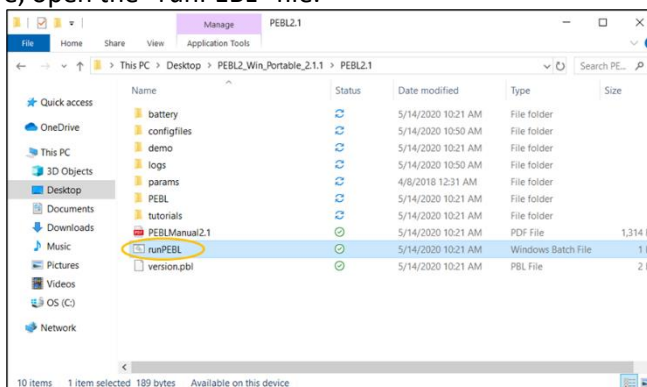 e) Open the "runPEBL" file.
Manage PEBL2.1
File Home Share View Application Tools
This PC > Desktop > PEBL2_Win_Portable_2.1.1 > PEBL2.1 Search PE...
Name Status Date modified Type Size
Quick access
OneDrive
This PC
3D Objects
Desktop
Documents
Downloads
Music
Pictures
Videos
OS (C:)
Network
battery 5/14/2020 10:21 AM File folder
configfiles 5/14/2020 10:50 AM File folder
demo 5/14/2020 10:21 AM File folder
logs 5/14/2020 10:50 AM File folder
params 4/8/2018 12:31 AM File folder
PEBL 5/14/2020 10:21 AM File folder
tutorials 5/14/2020 10:21 AM File folder
PEBLManual2.1 5/14/2020 10:21 AM PDF File 1,314
runPEBL 5/14/2020 10:21 AM Windows Batch File 1
version.pbl 5/14/2020 10:21 AM PBL File 2
10 items 1 item selected 189 bytes Available on this device